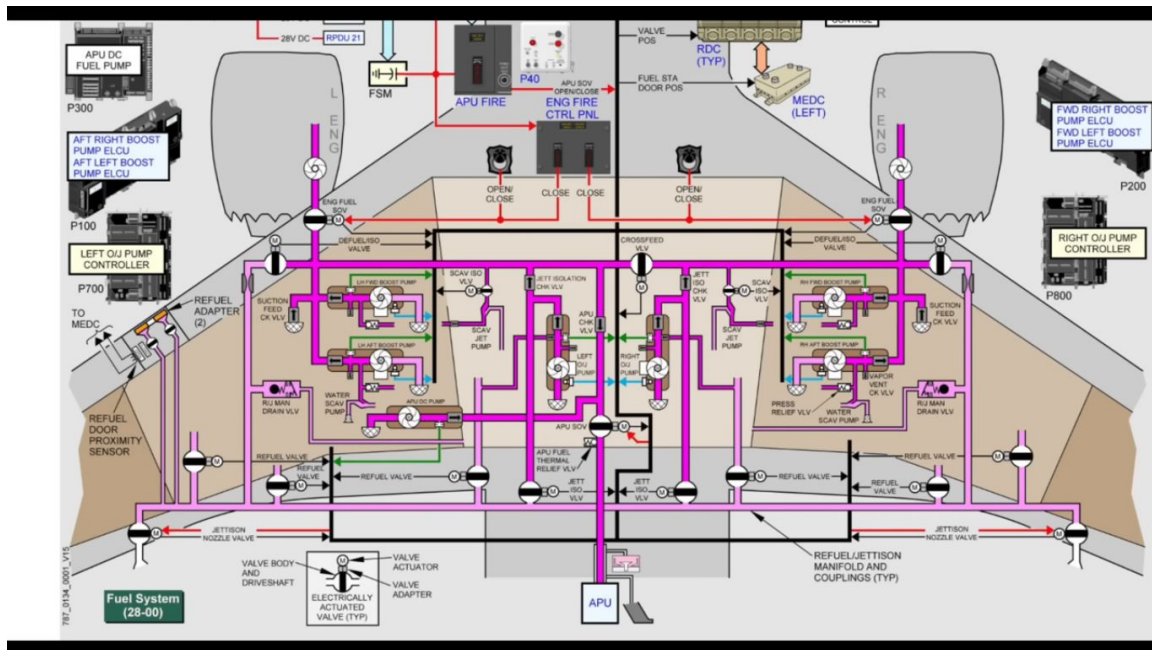 28V DC
RPDU 21
APU DC
FUEL PUMP
P300
FSM
APU FIRE
P40
APU SOV
OPEN/CLOSE
ENG FIRE
CTRL PNL
VALVE
POS
CONTROL
RDC
(TYP)
FUEL STA
DOOR POS
MEDC
(LEFT)
L ENG
R ENG
AFT RIGHT BOOST
PUMP ELCU
AFT LEFT BOOST
PUMP ELCU
P100
FWD RIGHT BOOST
PUMP ELCU
FWD LEFT BOOST
PUMP ELCU
P200
OPEN/
CLOSE
CLOSE
CLOSE
OPEN/
CLOSE
ENG FUEL
SOV
M
ENG FUEL
SOV
M
LEFT O/J PUMP
CONTROLLER
P700
RIGHT O/J PUMP
CONTROLLER
P800
M
DEFUEL/ISO
VALVE
CROSSFEED
VLV
M
DEFUEL/ISO
VALVE
M
LH FWD BOOST PUMP
SCAV ISO
VLV
M
JETT ISOLATION
CHK VLV
JETT
ISO
CHK
VLV
SCAV
ISO
VLV
M
RH FWD BOOST PUMP
SUCTION
FEED
CK VLV
SUCTION
FEED
CK VLV
REFUEL
ADAPTER
(2)
TO
MEDC
SCAV
JET
PUMP
APU
CHK
VLV
SCAV
JET
PUMP
LH AFT BOOST PUMP
LEFT
O/J
PUMP
RIGHT
O/J
PUMP
RH AFT BOOST PUMP
VAPOR
VENT
CK VLV
R/J MAN
DRAIN VLV
WATER
SCAV
PUMP
APU DC PUMP
PRESS
RELIEF VLV
WATER
SCAV PUMP
R/J MAN
DRAIN VLV
REFUEL
DOOR
PROXIMITY
SENSOR
APU SOV
M
APU FUEL
THERMAL
RELIEF VLV
M
REFUEL VALVE
REFUEL
VALVE
M
REFUEL VALVE
M
JETT
ISO
VLV
M
JETT
ISO
VLV
M
REFUEL VALVE
M
REFUEL VALVE
M
REFUEL
VALVE
M
M
JETTISON
NOZZLE VALVE
JETTISON
NOZZLE VALVE
M
REFUEL/JETTISON
MANIFOLD AND
COUPLINGS (TYP)
787_0134_0001_V15
Fuel System
(28-00)
VALVE BODY
AND
DRIVESHAFT
M
VALVE
ACTUATOR
VALVE
ADAPTER
ELECTRICALLY
ACTUATED
VALVE (TYP)
APU